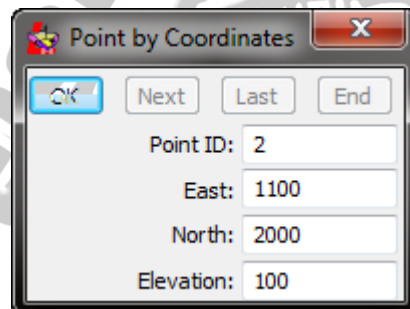 Point by Coordinates
OK Next Last End
Point ID: 2
East: 1100
North: 2000
Elevation: 100